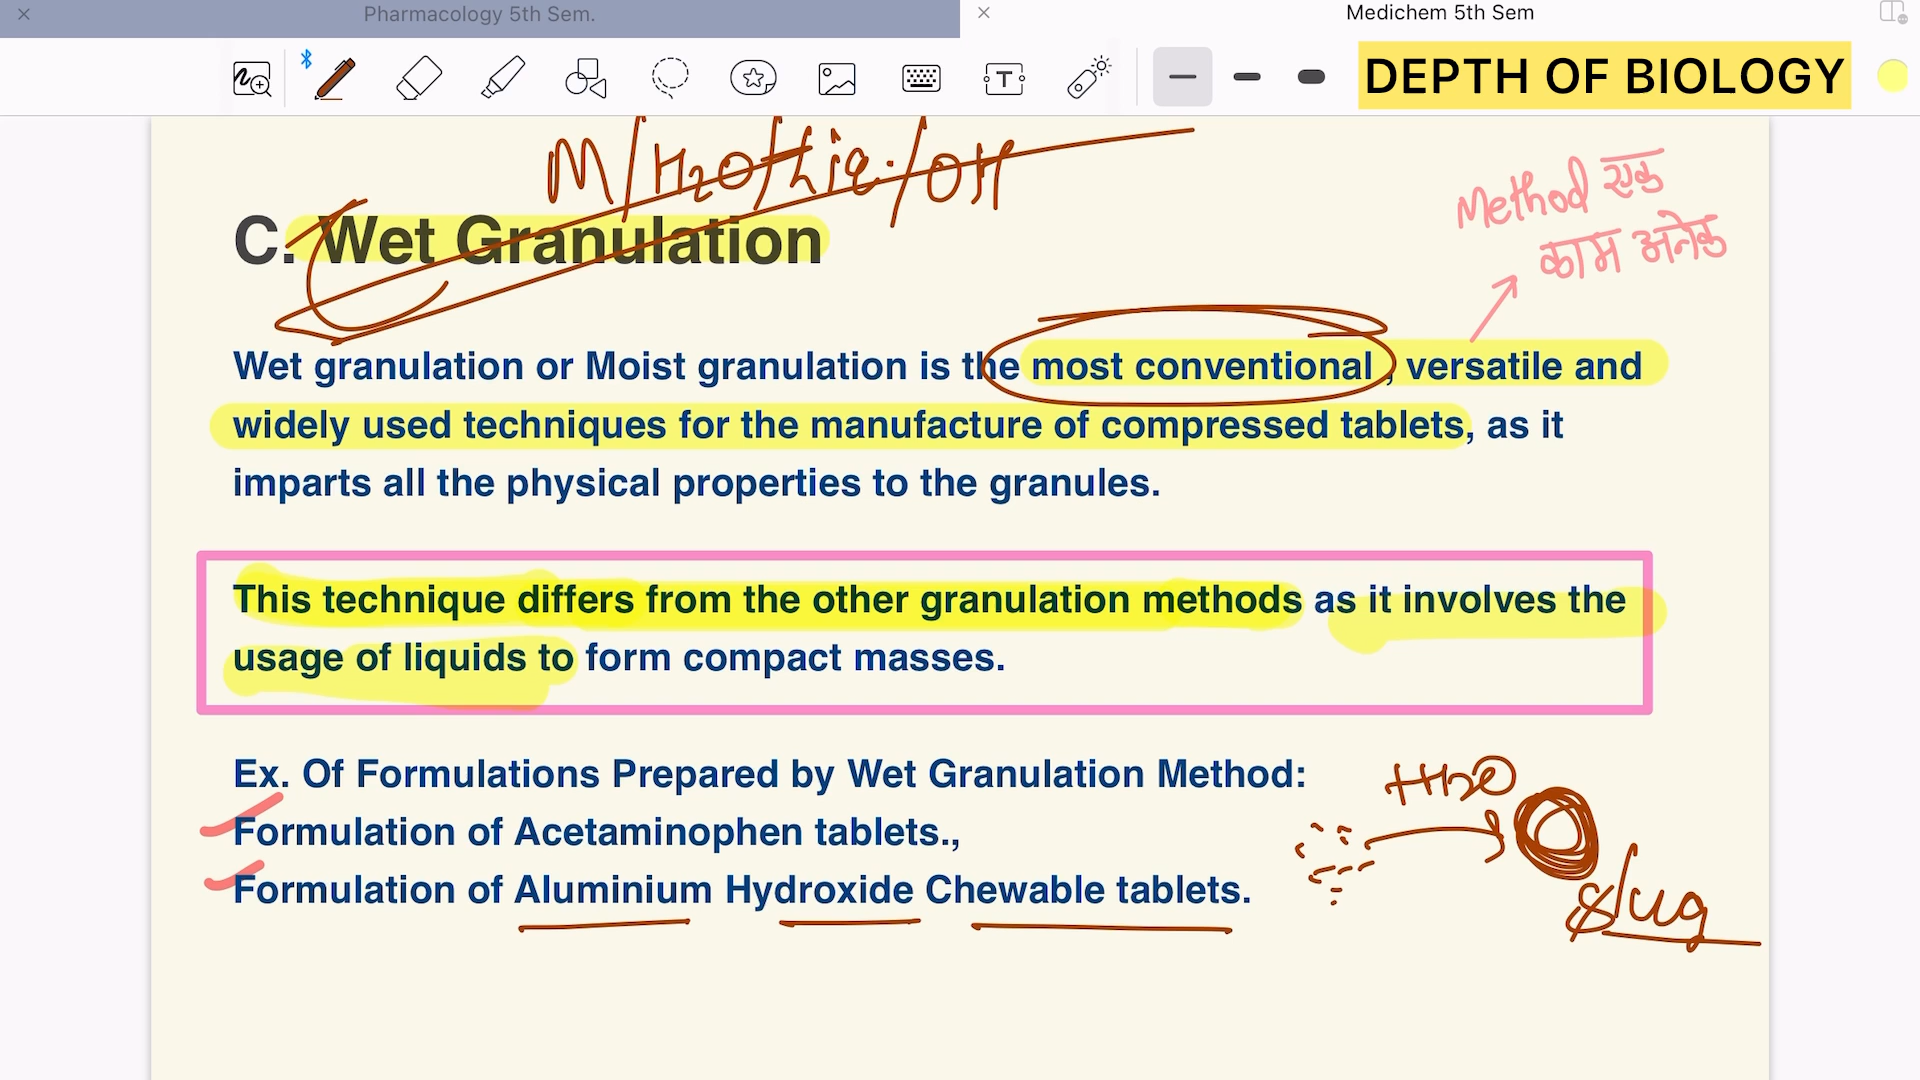 Pharmacology 5th Sem.
Medichem 5th Sem
T
DEPTH OF BIOLOGY
M/H2O/liq./OH
C. Wet Granulation
Method एक
काम अनेक
Wet granulation or Moist granulation is the most conventional , versatile and
widely used techniques for the manufacture of compressed tablets, as it
imparts all the physical properties to the granules.
This technique differs from the other granulation methods as it involves the
usage of liquids to form compact masses.
Ex. Of Formulations Prepared by Wet Granulation Method:
Formulation of Acetaminophen tablets.,
Formulation of Aluminium Hydroxide Chewable tablets.
H2O
slug